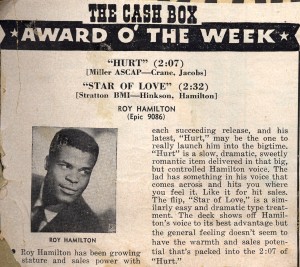 THE CASH BOX
★ AWARD O' THE WEEK ★
"HURT" (2:07)
[Miller ASCAP—Crane, Jacobs]
"STAR OF LOVE" (2:32)
[Stratton BMI—Hinkson, Hamilton]
ROY HAMILTON
(Epic 9086)
ROY HAMILTON
● Roy Hamilton has been growing
stature and sales power with
each succeeding release, and his
latest, "Hurt," may be the one to
really launch him into the bigtime.
"Hurt" is a slow, dramatic, sweetly
romantic item delivered in that big,
but controlled Hamilton voice. The
lad has something in his voice that
comes across and hits you where
you feel it. Like it for hit sales.
The flip, "Star of Love," is a sim-
ilarly easy and dramatic type treat-
ment. The deck shows off Hamil-
ton's voice to its best advantage but
the general feeling doesn't seem to
have the warmth and sales poten-
tial that's packed into the 2:07 of
"Hurt."